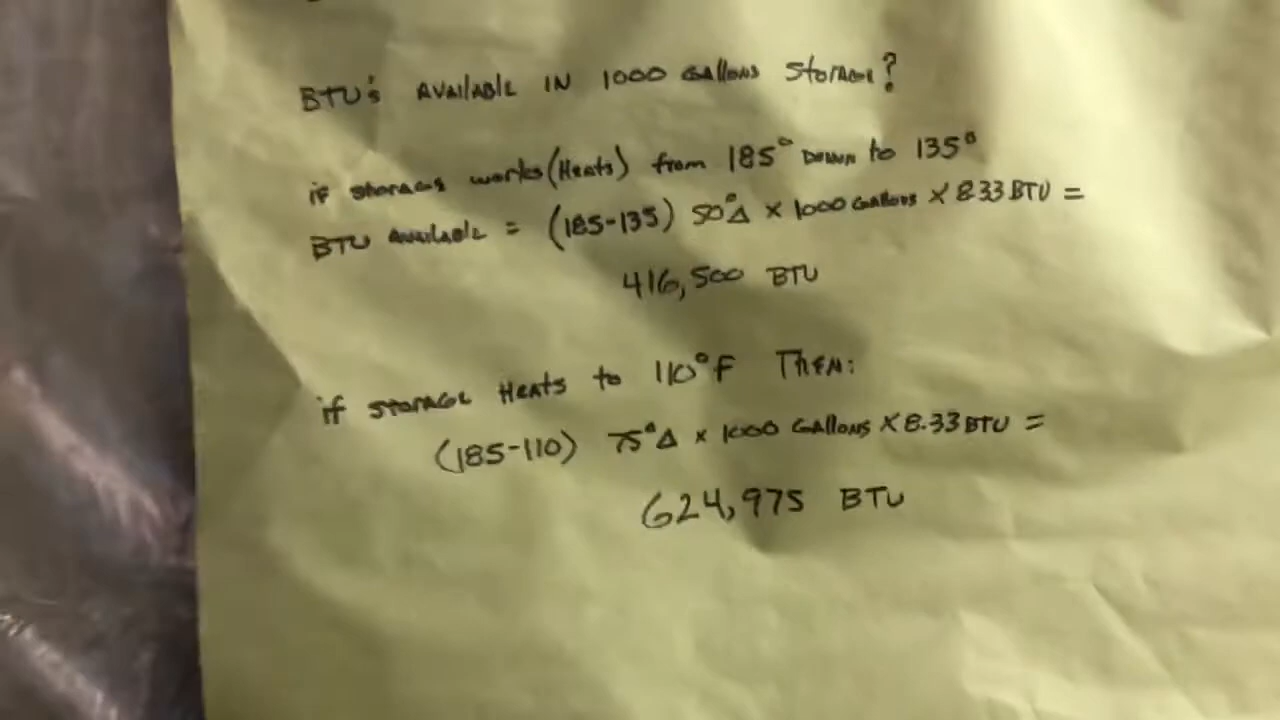 BTU's AVAILABLE IN 1000 GALLONS STORAGE?
if STORAGE works (Heats) from 185° DOWN to 135°
BTU AVAILABLE = (185-135) 50°Δ x 1000 GALLONS x 8.33 BTU =
416,500 BTU
if STORAGE HEATS to 110°F THEN:
(185-110) 75°Δ x 1000 GALLONS x 8.33 BTU =
624,975 BTU